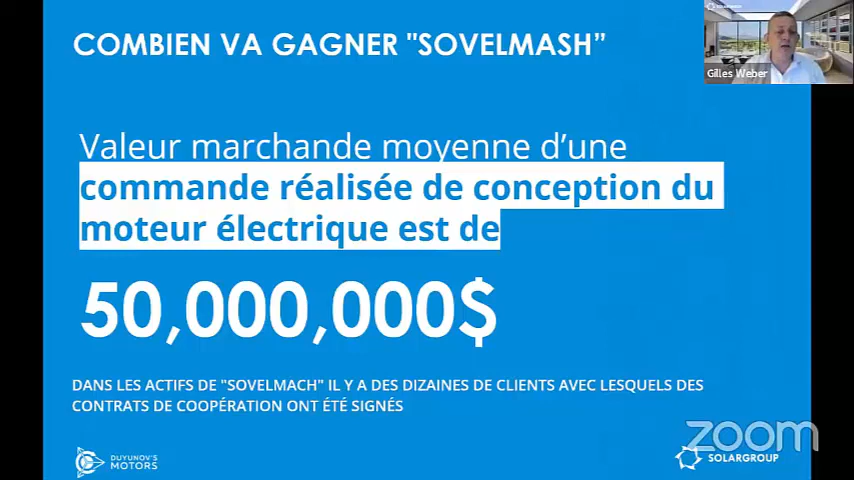 COMBIEN VA GAGNER "SOVELMASH”
Gilles Weber
Valeur marchande moyenne d’une
commande réalisée de conception du
moteur électrique est de
50,000,000$
DANS LES ACTIFS DE "SOVELMACH" IL Y A DES DIZAINES DE CLIENTS AVEC LESQUELS DES
CONTRATS DE COOPÉRATION ONT ÉTÉ SIGNÉS
zoom
DUYUNOV'S
MOTORS
SOLARGROUP